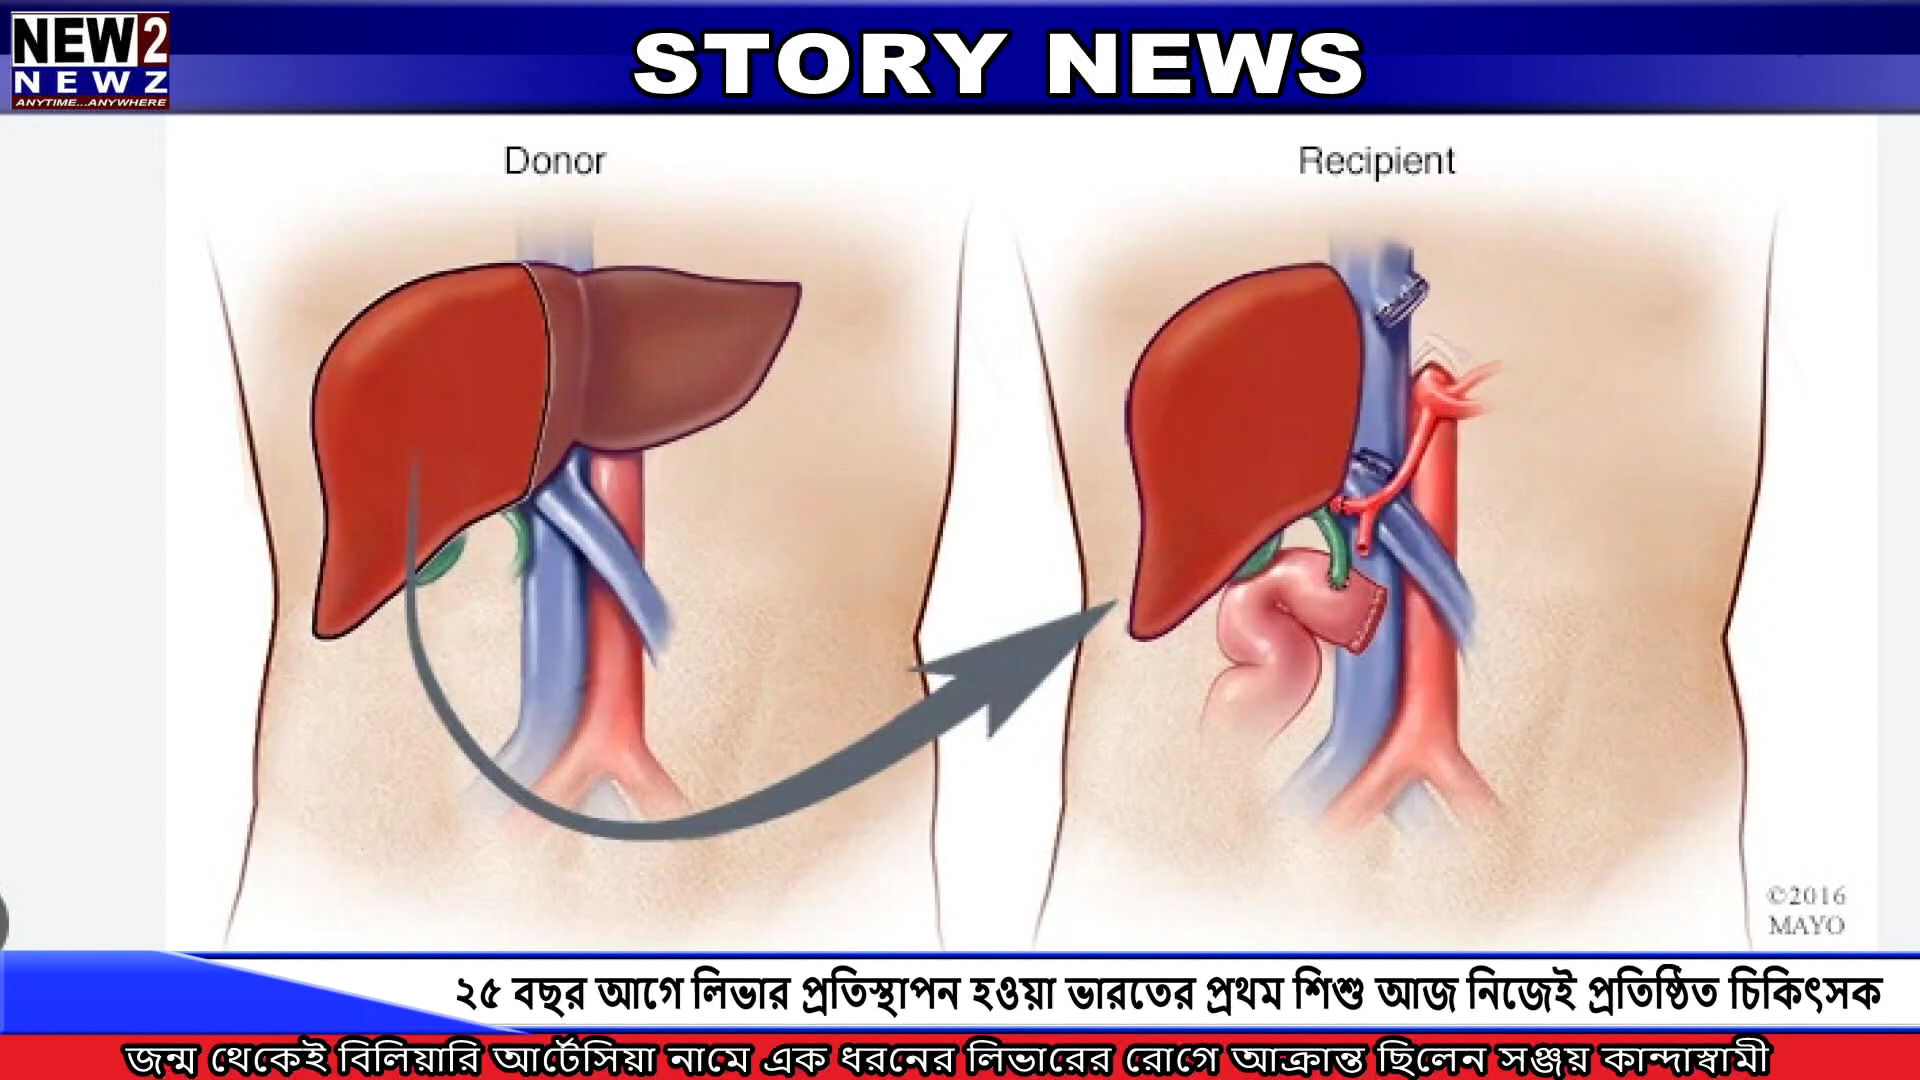 NEW2
NEWZ
ANYTIME...ANYWHERE
STORY NEWS
Donor
Recipient
©2016
MAYO
২৫ বছর আগে লিভার প্রতিস্থাপন হওয়া ভারতের প্রথম শিশু আজ নিজেই প্রতিষ্ঠিত চিকিৎসক
জন্ম থেকেই বিলিয়ারি আর্টেসিয়া নামে এক ধরনের লিভারের রোগে আক্রান্ত ছিলেন সঞ্জয় কান্দাস্বামী